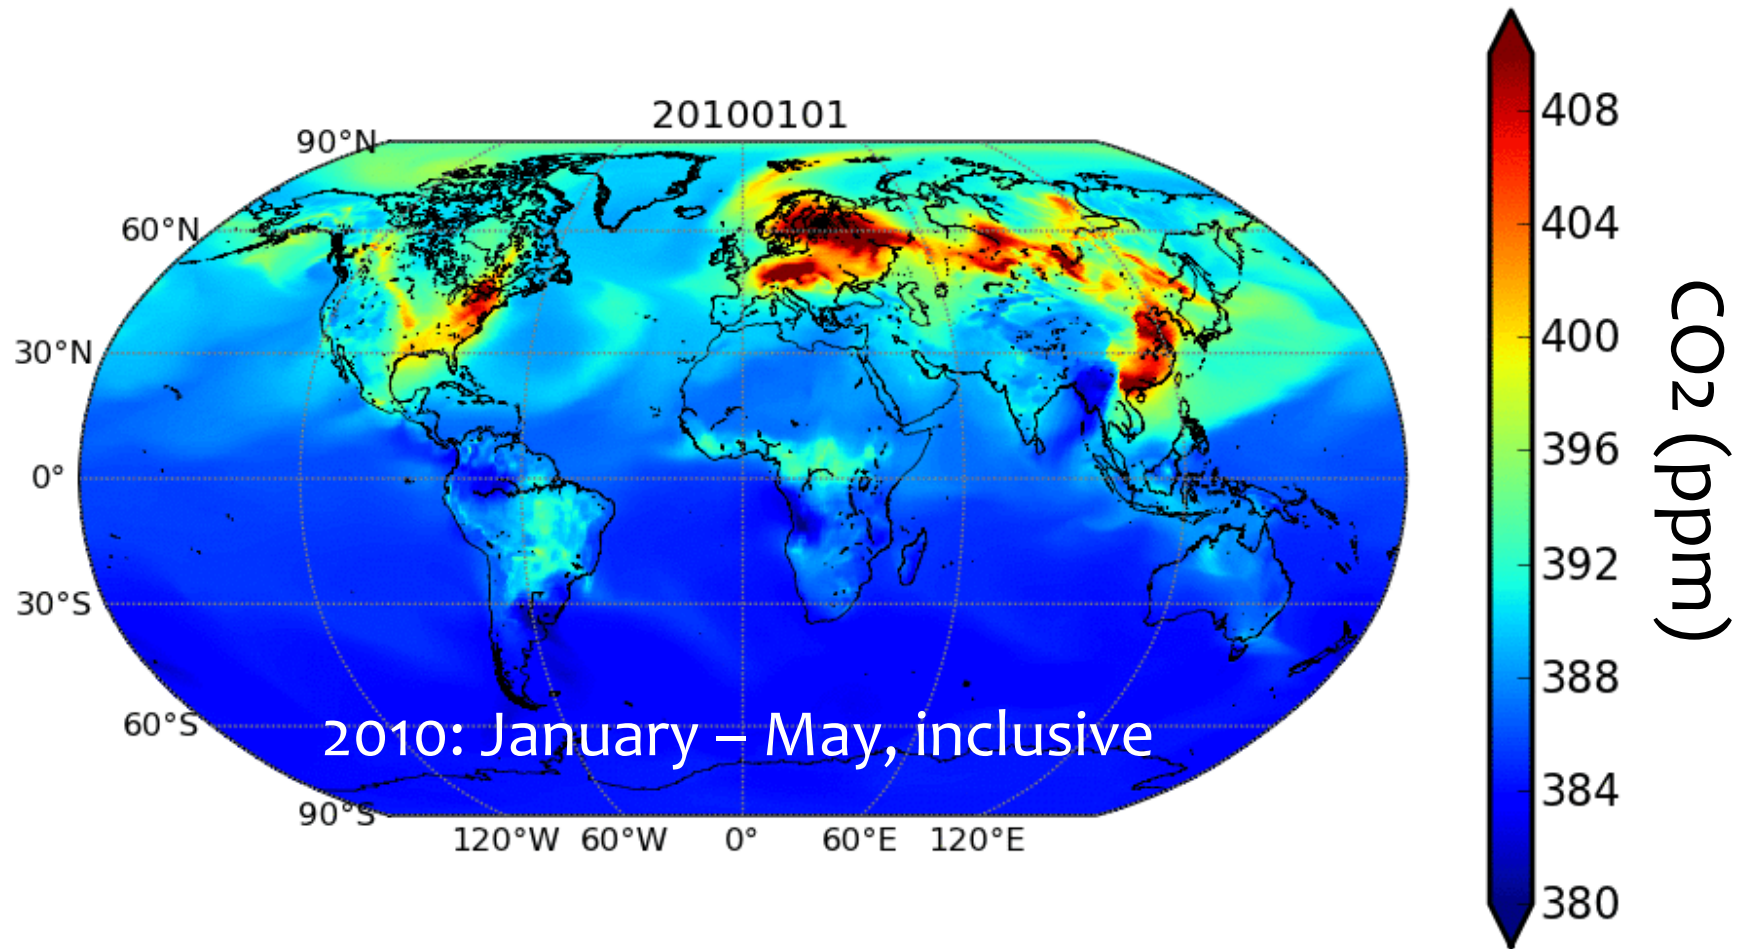 20100101
90°N
60°N
30°N
0°
30°S
60°S
90°S
2010: January – May, inclusive
120°W 60°W 0° 60°E 120°E
408
404
400
396
392
388
384
380
CO2 (ppm)